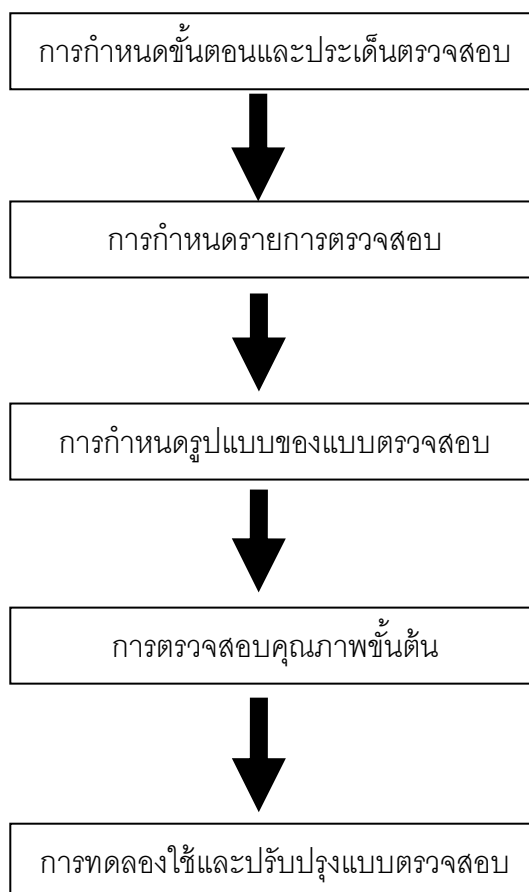 การกำหนดขั้นตอนและประเด็นตรวจสอบ
การกำหนดรายการตรวจสอบ
การกำหนดรูปแบบของแบบตรวจสอบ
การตรวจสอบคุณภาพขั้นต้น
การทดลองใช้และปรับปรุงแบบตรวจสอบ